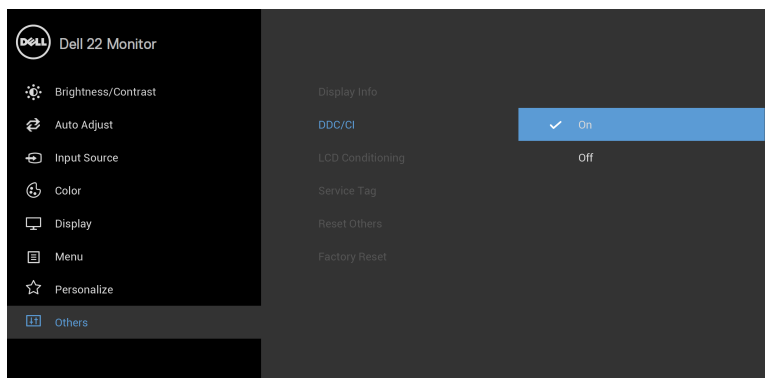 DELL Dell 22 Monitor
Brightness/Contrast
Display Info
Auto Adjust
DDC/CI
On
Input Source
LCD Conditioning
Off
Color
Service Tag
Display
Reset Others
Menu
Factory Reset
Personalize
Others